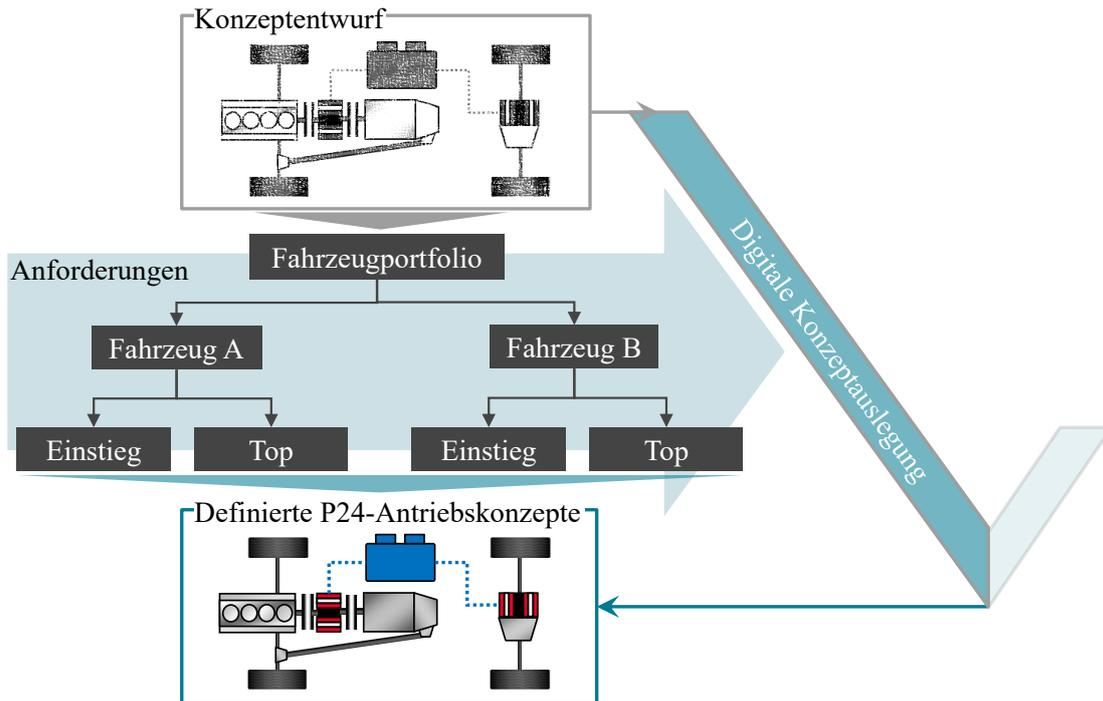 Konzeptentwurf
Fahrzeugportfolio
Anforderungen
Fahrzeug A
Fahrzeug B
Einstieg
Top
Einstieg
Top
Digitale Konzeptauslegung
Definierte P24-Antriebskonzepte